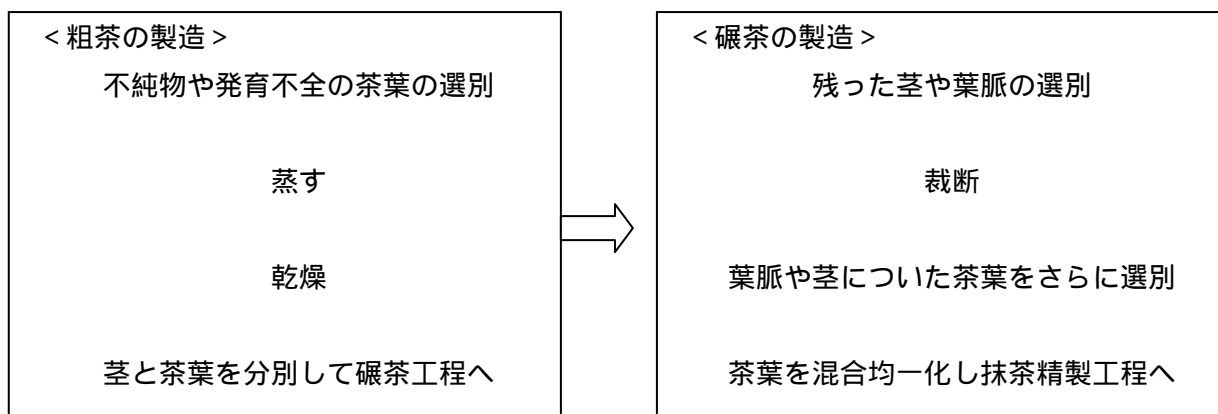 <粗茶の製造>
不純物や発育不全の茶葉の選別
蒸す
乾燥
茎と茶葉を分別して碾茶工程へ
<碾茶の製造>
残った茎や葉脈の選別
裁断
葉脈や茎についた茶葉をさらに選別
茶葉を混合均一化し抹茶精製工程へ